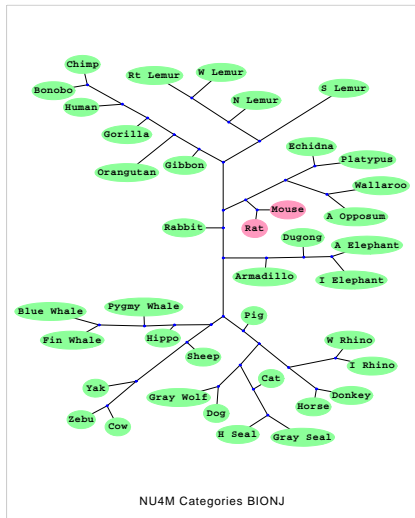 Chimp
W Lemur
Rt Lemur
S Lemur
Bonobo
N Lemur
Human
Gorilla
Echidna
Platypus
Gibbon
Orangutan
Wallaroo
Mouse
A Opposum
Rabbit
Rat
Dugong
A Elephant
Armadillo
I Elephant
Pygmy Whale
Blue Whale
Pig
Fin Whale
Hippo
W Rhino
Sheep
I Rhino
Cat
Yak
Gray Wolf
Donkey
Horse
Zebu
Dog
Cow
H Seal
Gray Seal
NU4M Categories BIONJ